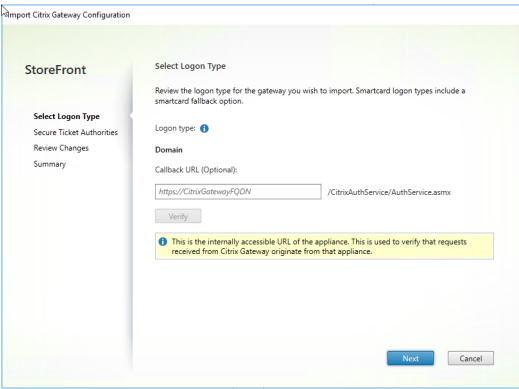 Import Citrix Gateway Configuration
StoreFront
Select Logon Type
Secure Ticket Authorities
Review Changes
Summary
Select Logon Type
Review the logon type for the gateway you wish to import. Smartcard logon types include a
smartcard fallback option.
Logon type:
Domain
Callback URL (Optional):
https://CitrixGatewayFQDN
/CitrixAuthService/AuthService.asmx
Verify
This is the internally accessible URL of the appliance. This is used to verify that requests
received from Citrix Gateway originate from that appliance.
Next
Cancel